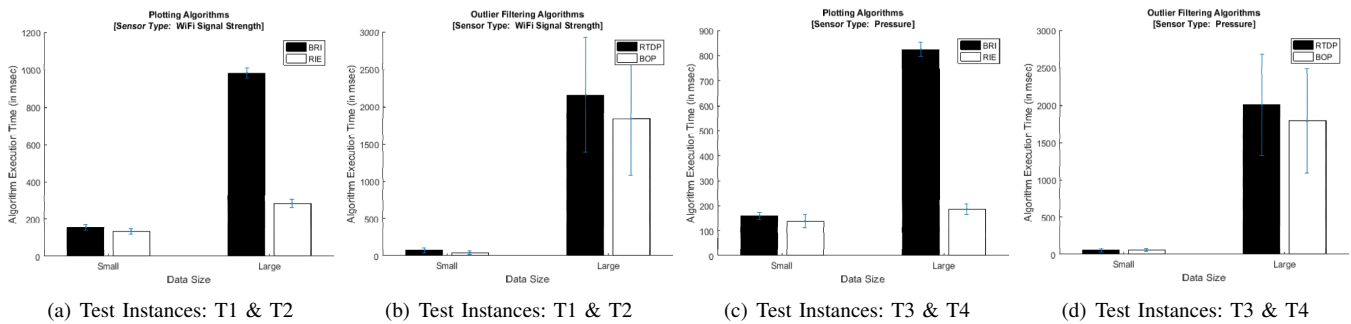 Plotting Algorithms
[Sensor Type: WiFi Signal Strength]
1200
1000
800
600
400
200
0
Algorithm Execution Time (in msec)
BRI
RIE
Small
Large
Data Size
(a) Test Instances: T1 & T2
Outlier Filtering Algorithms
[Sensor Type: WiFi Signal Strength]
3000
2500
2000
1500
1000
500
0
Algorithm Execution Time (in msec)
RTDP
BOP
Small
Large
Data Size
(b) Test Instances: T1 & T2
Plotting Algorithms
[Sensor Type: Pressure]
900
800
700
600
500
400
300
200
100
0
Algorithm Execution Time (in msec)
BRI
RIE
Small
Large
Data Size
(c) Test Instances: T3 & T4
Outlier Filtering Algorithms
[Sensor Type: Pressure]
3000
2500
2000
1500
1000
500
0
Algorithm Execution Time (in msec)
RTDP
BOP
Small
Large
Data Size
(d) Test Instances: T3 & T4